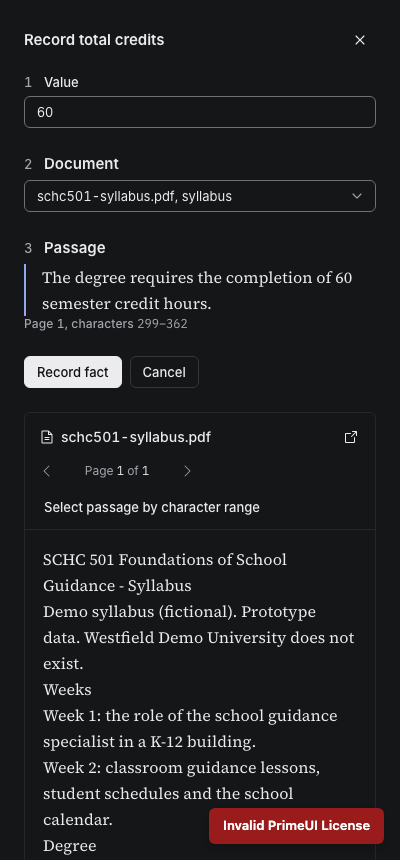 Record total credits
1 Value
60
2 Document
schc501-syllabus.pdf, syllabus
3 Passage
The degree requires the completion of 60
semester credit hours.
Page 1, characters 299–362
Record fact
Cancel
schc501-syllabus.pdf
Page 1 of 1
Select passage by character range
SCHC 501 Foundations of School
Guidance - Syllabus
Demo syllabus (fictional). Prototype
data. Westfield Demo University does not
exist.
Weeks
Week 1: the role of the school guidance
specialist in a K-12 building.
Week 2: classroom guidance lessons,
student schedules and the school
calendar.
Invalid PrimeUI License
Degree